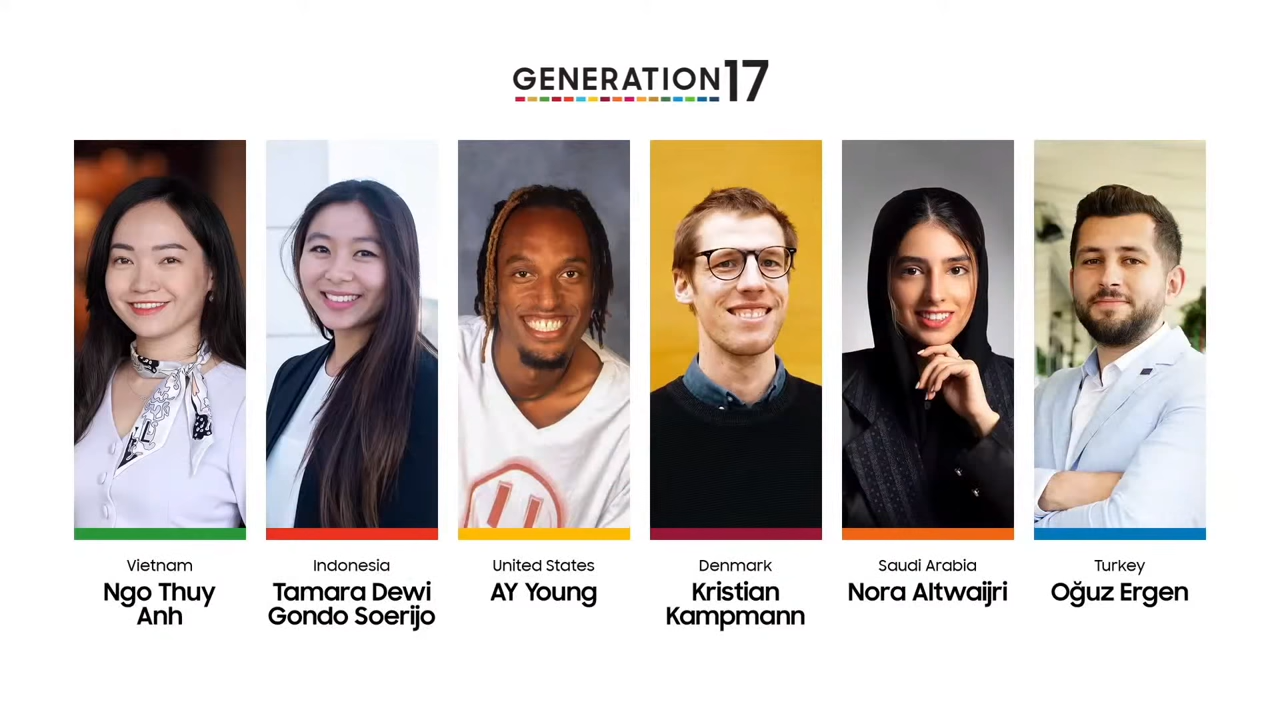 GENERATION17
Vietnam
Ngo Thuy
Anh
Indonesia
Tamara Dewi
Gondo Soerijo
United States
AY Young
Denmark
Kristian
Kampmann
Saudi Arabia
Nora Altwaijri
Turkey
Oğuz Ergen